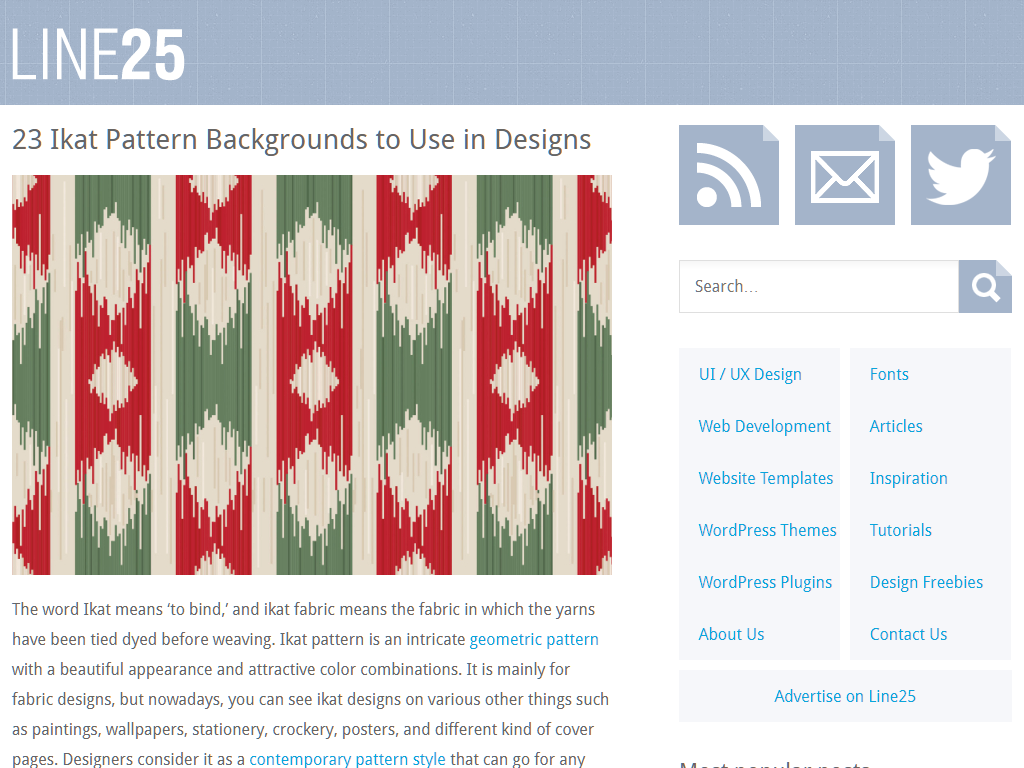 LINE25
23 Ikat Pattern Backgrounds to Use in Designs
The word Ikat means ‘to bind,’ and ikat fabric means the fabric in which the yarns
have been tied dyed before weaving. Ikat pattern is an intricate geometric pattern
with a beautiful appearance and attractive color combinations. It is mainly for
fabric designs, but nowadays, you can see ikat designs on various other things such
as paintings, wallpapers, stationery, crockery, posters, and different kind of cover
pages. Designers consider it as a contemporary pattern style that can go for any
Search...
UI / UX Design
Web Development
Website Templates
WordPress Themes
WordPress Plugins
About Us
Fonts
Articles
Inspiration
Tutorials
Design Freebies
Contact Us
Advertise on Line25
Most popular posts